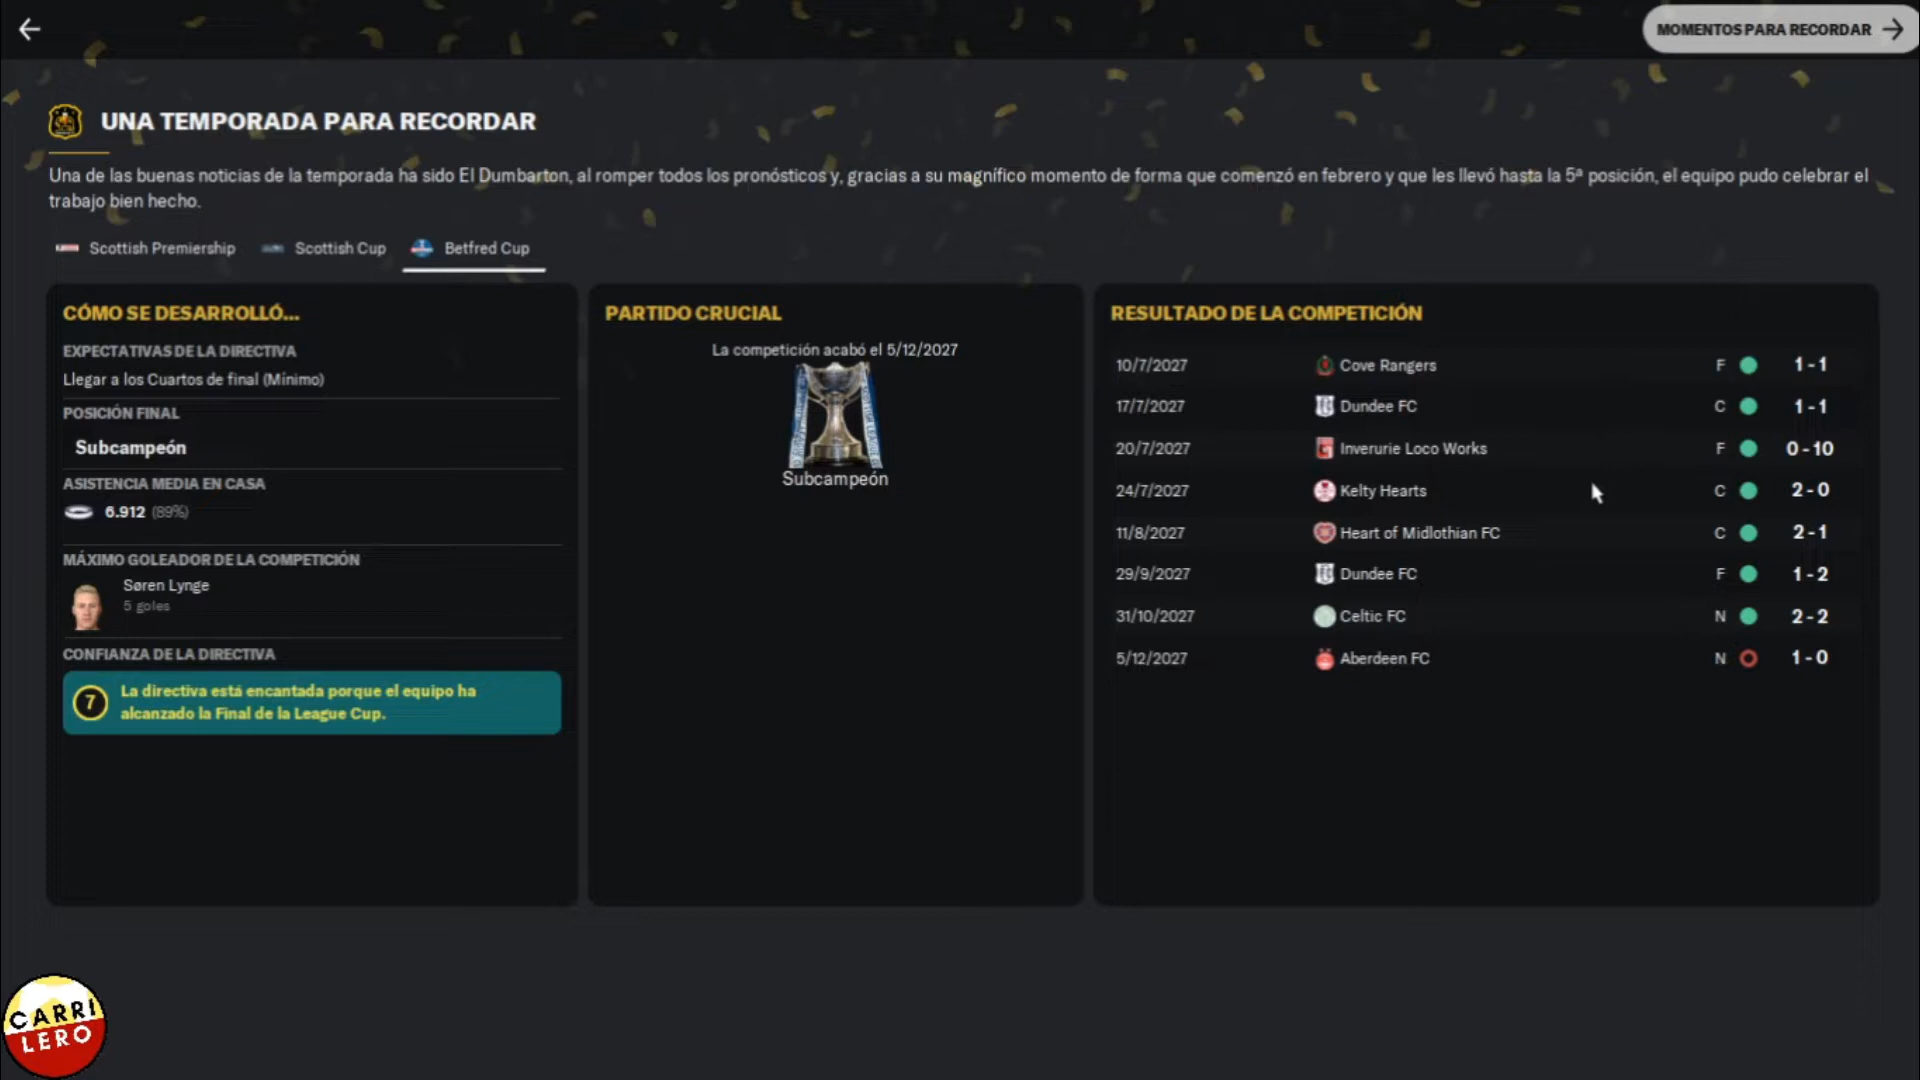 MOMENTOS PARA RECORDAR
UNA TEMPORADA PARA RECORDAR
Una de las buenas noticias de la temporada ha sido El Dumbarton, al romper todos los pronósticos y, gracias a su magnífico momento de forma que comenzó en febrero y que les llevó hasta la 5ª posición, el equipo pudo celebrar el
trabajo bien hecho.
Scottish Premiership Scottish Cup Betfred Cup
CÓMO SE DESARROLLÓ...
EXPECTATIVAS DE LA DIRECTIVA
Llegar a los Cuartos de final (Mínimo)
POSICIÓN FINAL
Subcampeón
ASISTENCIA MEDIA EN CASA
6.912 (89%)
MÁXIMO GOLEADOR DE LA COMPETICIÓN
Søren Lynge
5 goles
CONFIANZA DE LA DIRECTIVA
7
La directiva está encantada porque el equipo ha
alcanzado la Final de la League Cup.
PARTIDO CRUCIAL
La competición acabó el 5/12/2027
Subcampeón
RESULTADO DE LA COMPETICIÓN
10/7/2027 Cove Rangers F 1 - 1
17/7/2027 Dundee FC C 1 - 1
20/7/2027 Inverurie Loco Works F 0 - 10
24/7/2027 Kelty Hearts C 2 - 0
11/8/2027 Heart of Midlothian FC C 2 - 1
29/9/2027 Dundee FC F 1 - 2
31/10/2027 Celtic FC N 2 - 2
5/12/2027 Aberdeen FC N 1 - 0
CARRI
LERO